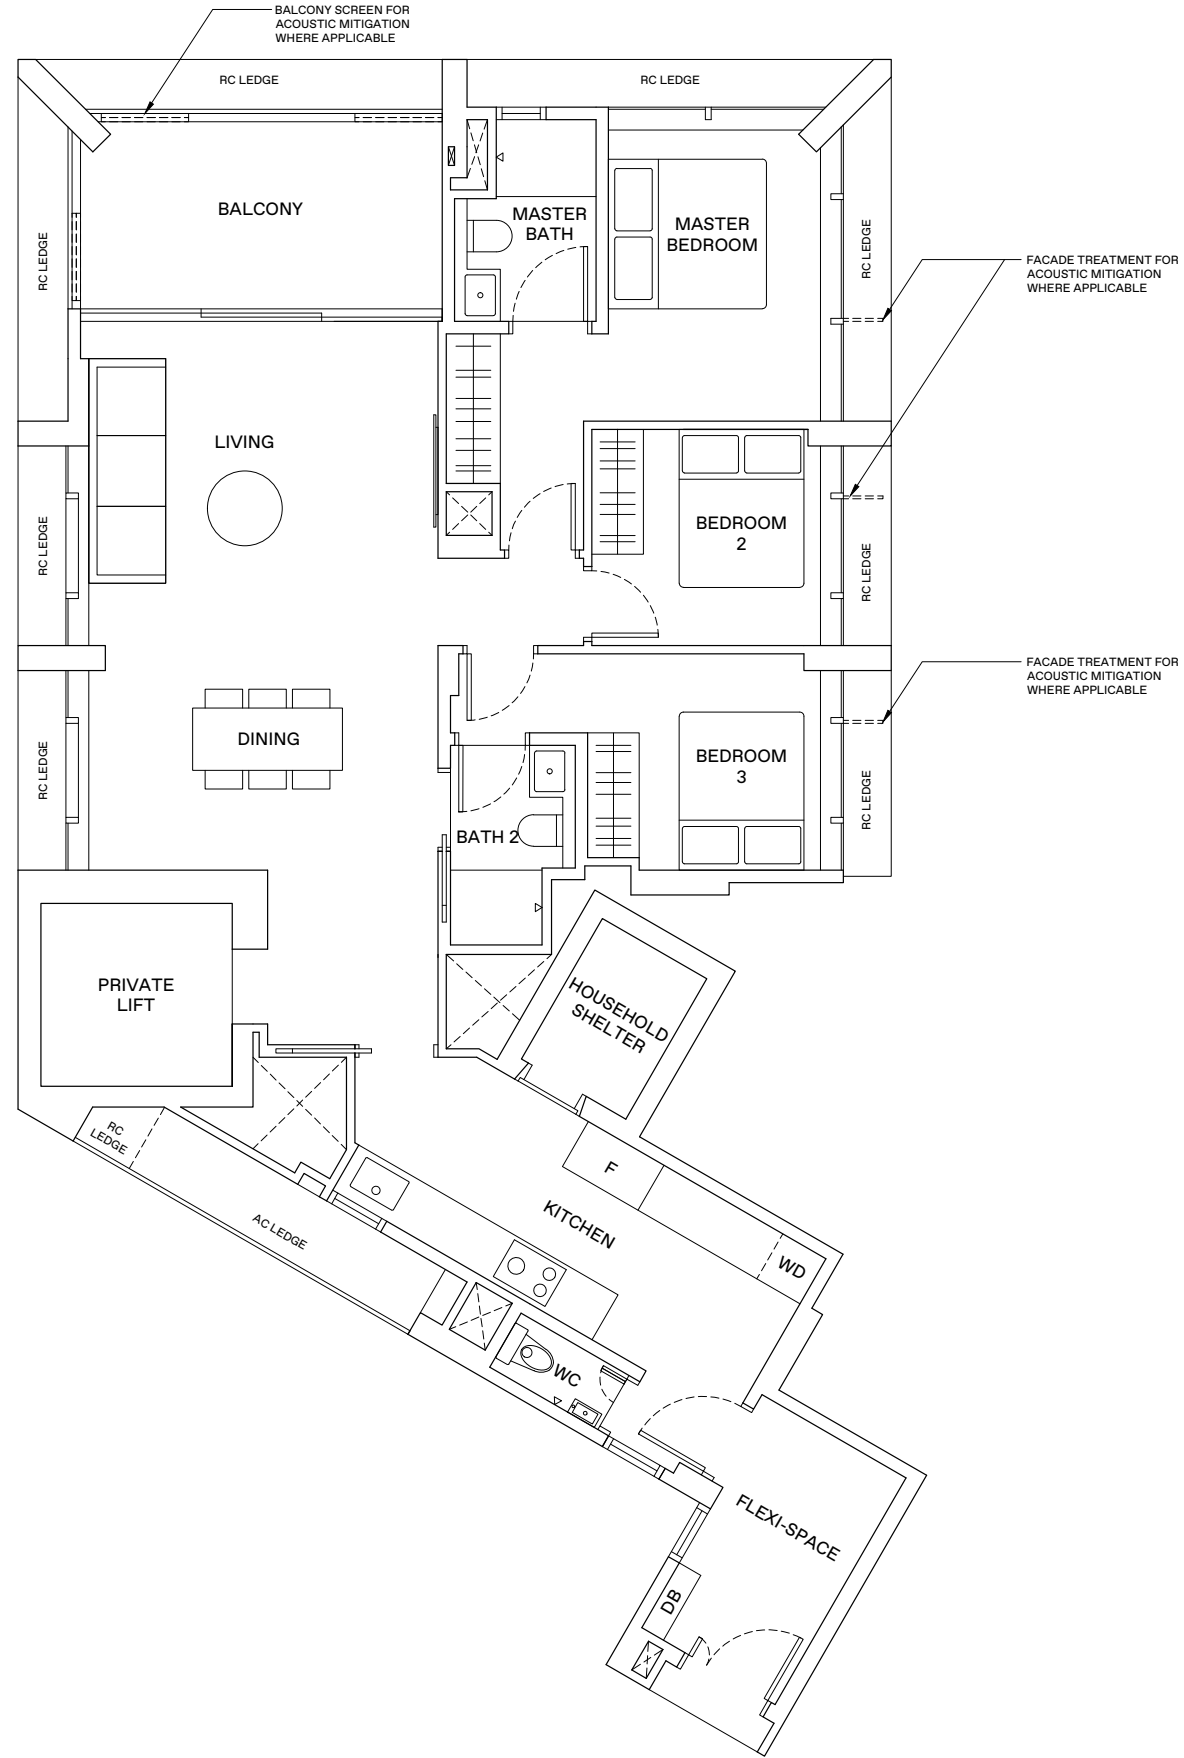 BALCONY SCREEN FOR
ACOUSTIC MITIGATION
WHERE APPLICABLE
RC LEDGE
RC LEDGE
BALCONY
MASTER
BATH
MASTER
BEDROOM
RC LEDGE
RC LEDGE
FACADE TREATMENT FOR
ACOUSTIC MITIGATION
WHERE APPLICABLE
LIVING
BEDROOM
2
RC LEDGE
RC LEDGE
FACADE TREATMENT FOR
ACOUSTIC MITIGATION
WHERE APPLICABLE
DINING
BEDROOM
3
RC LEDGE
RC LEDGE
BATH 2
PRIVATE
LIFT
HOUSEHOLD
SHELTER
RC
LEDGE
F
AC LEDGE
KITCHEN
WD
WC
FLEXI-SPACE
DB